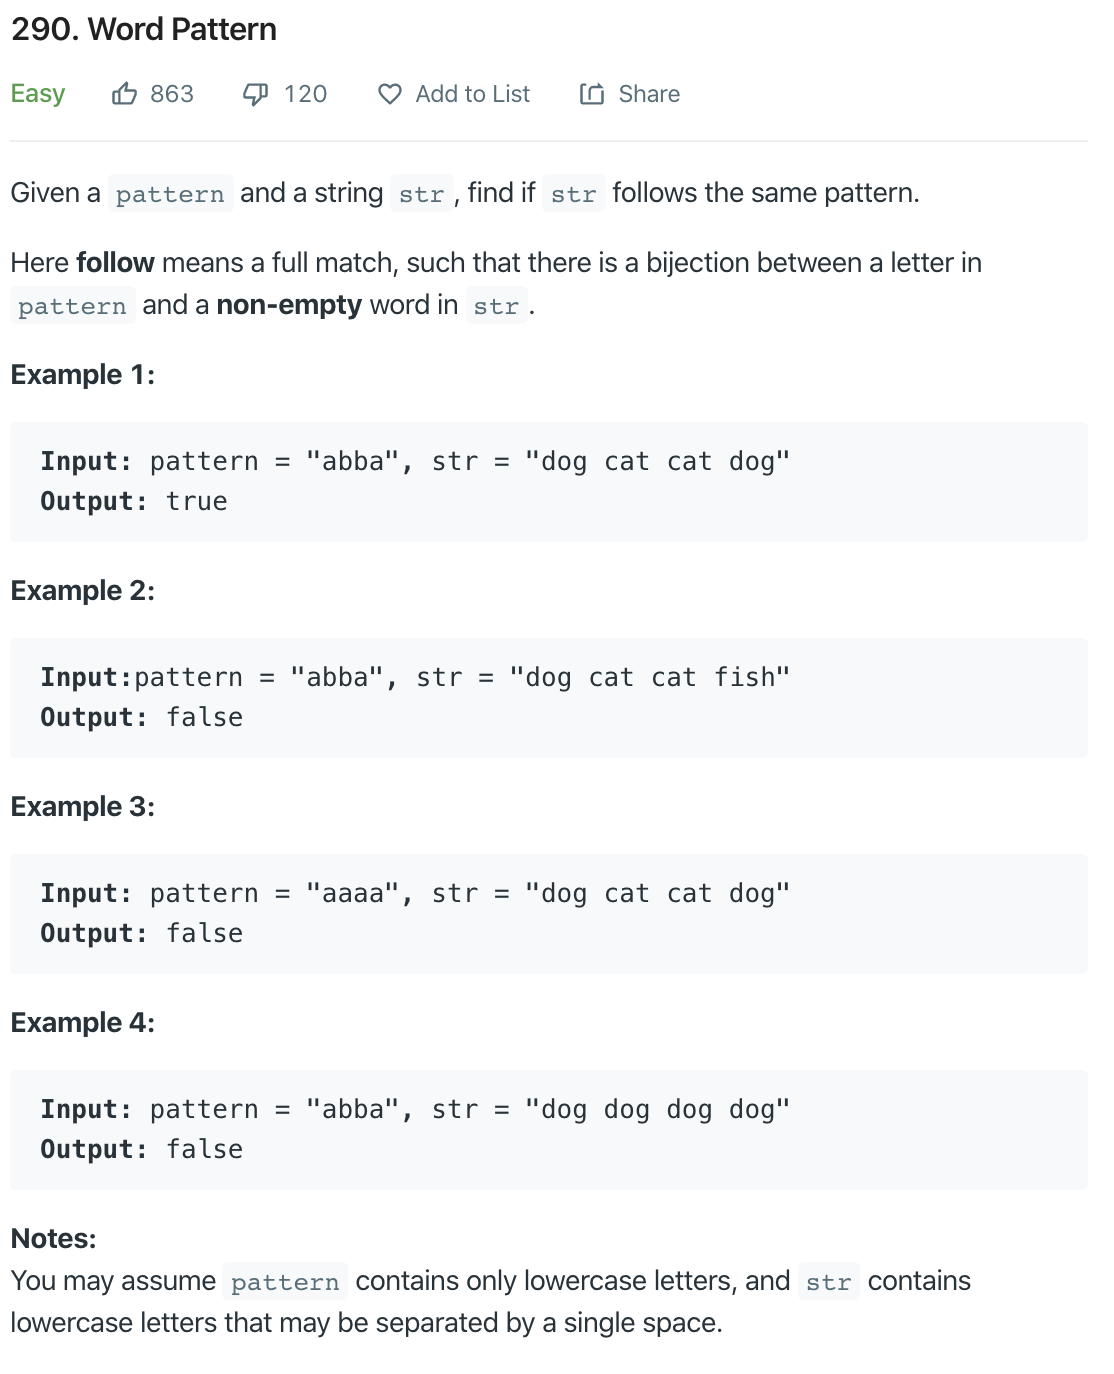 290. Word Pattern
Easy 863 120 Add to List Share
Given a pattern and a string str, find if str follows the same pattern.
Here follow means a full match, such that there is a bijection between a letter in
pattern and a non-empty word in str.
Example 1:
Input: pattern = "abba", str = "dog cat cat dog"
Output: true
Example 2:
Input:pattern = "abba", str = "dog cat cat fish"
Output: false
Example 3:
Input: pattern = "aaaa", str = "dog cat cat dog"
Output: false
Example 4:
Input: pattern = "abba", str = "dog dog dog dog"
Output: false
Notes:
You may assume pattern contains only lowercase letters, and str contains
lowercase letters that may be separated by a single space.